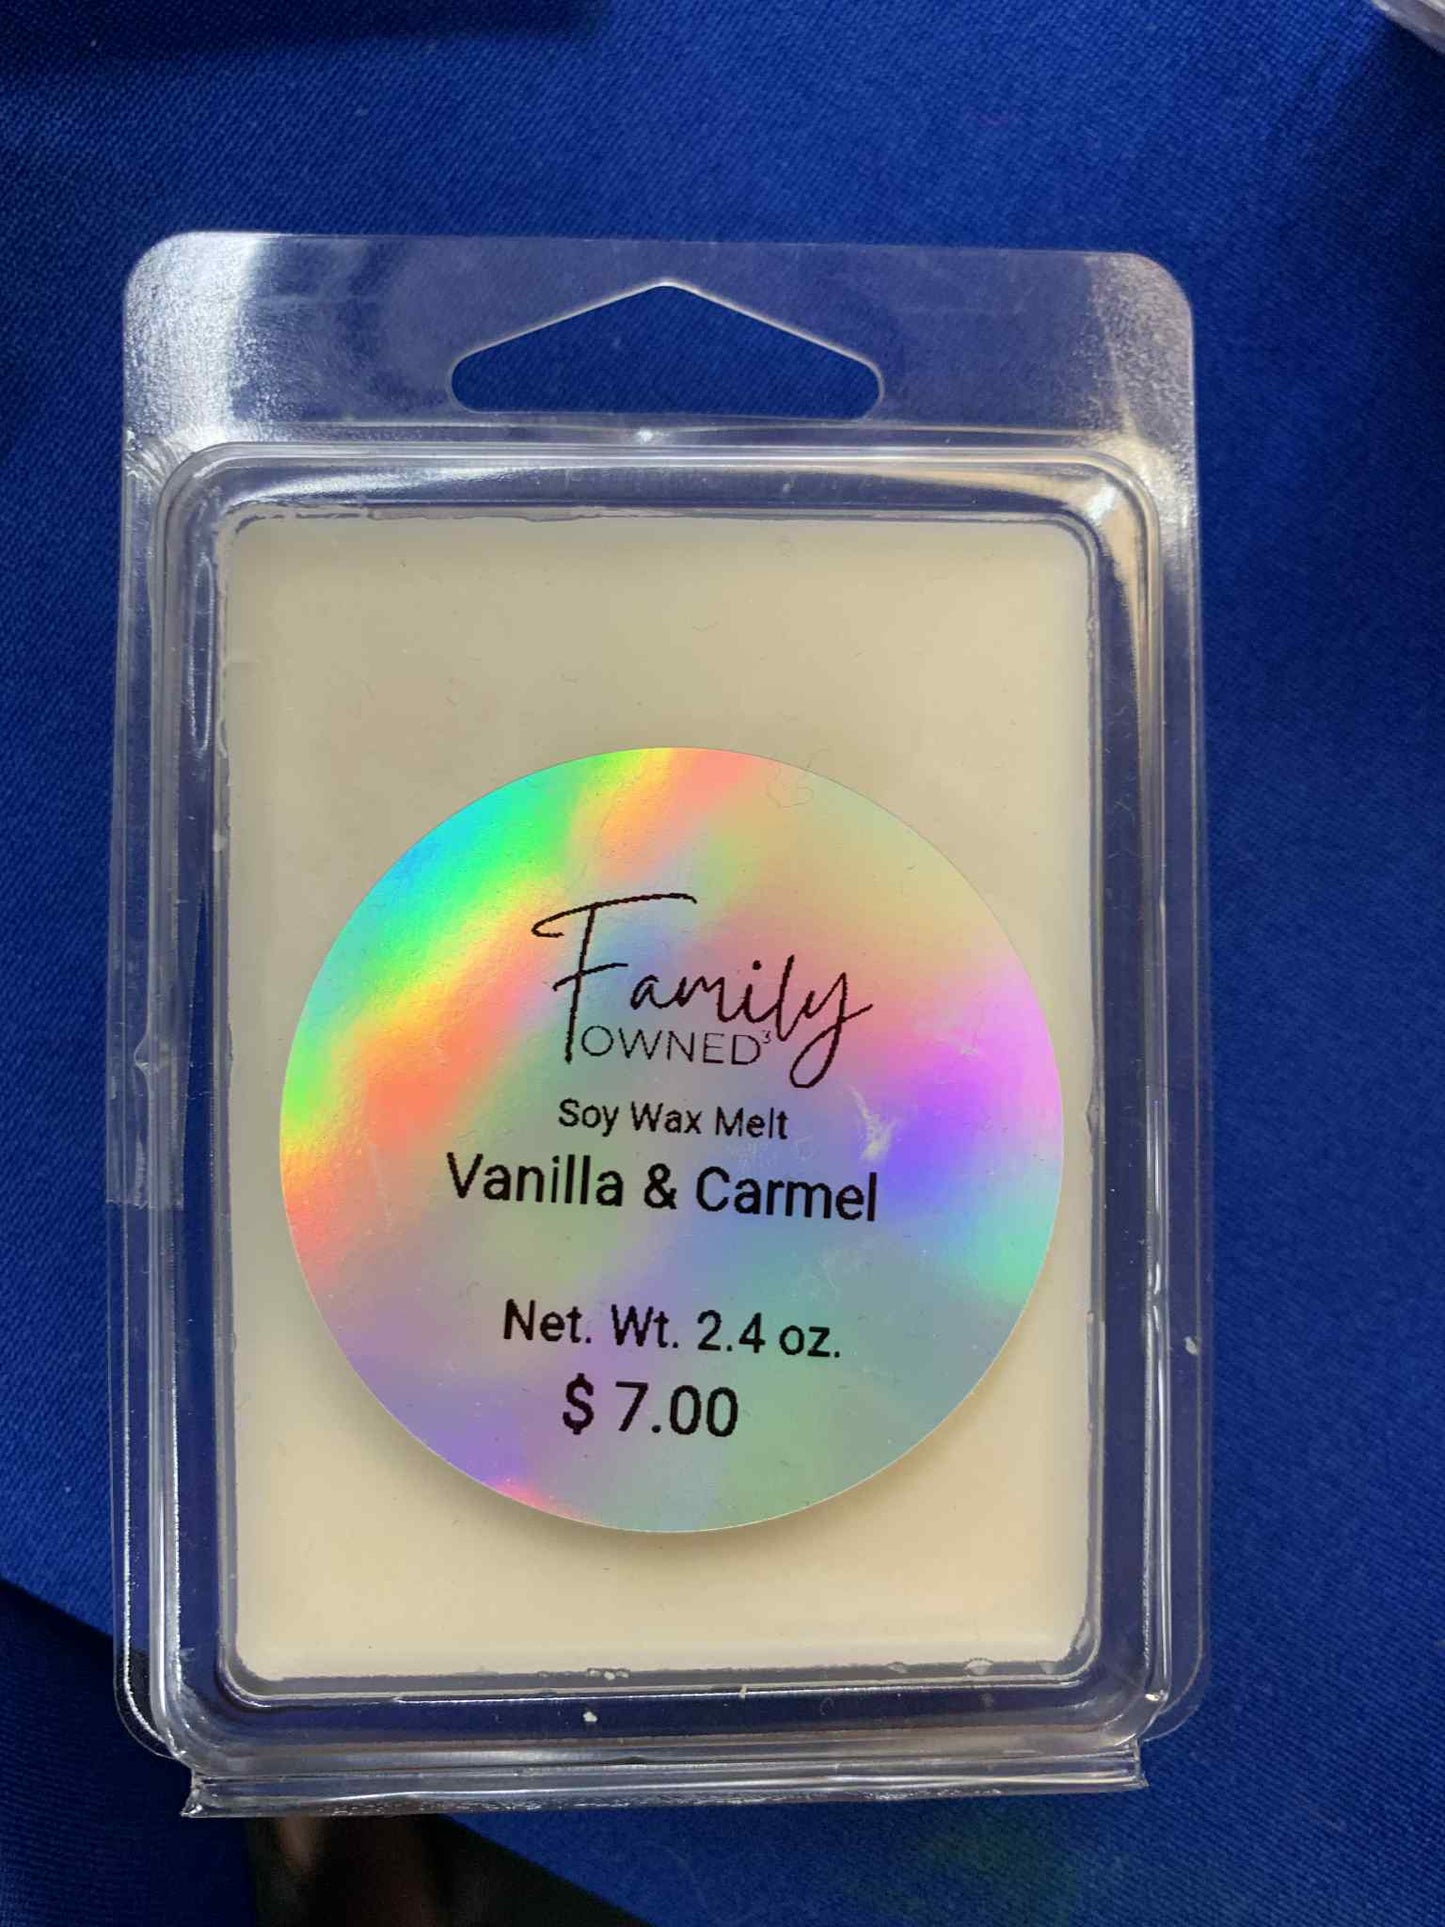 Family
OWNED³
Soy Wax Melt
Vanilla & Carmel
Net. Wt. 2.4 oz.
$ 7.00